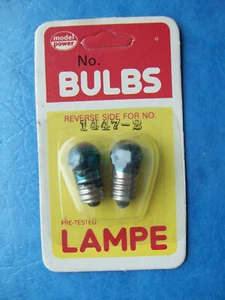 model
power
No.
BULBS
REVERSE SIDE FOR NO.
1447-2
PRE-TESTED
LAMPE